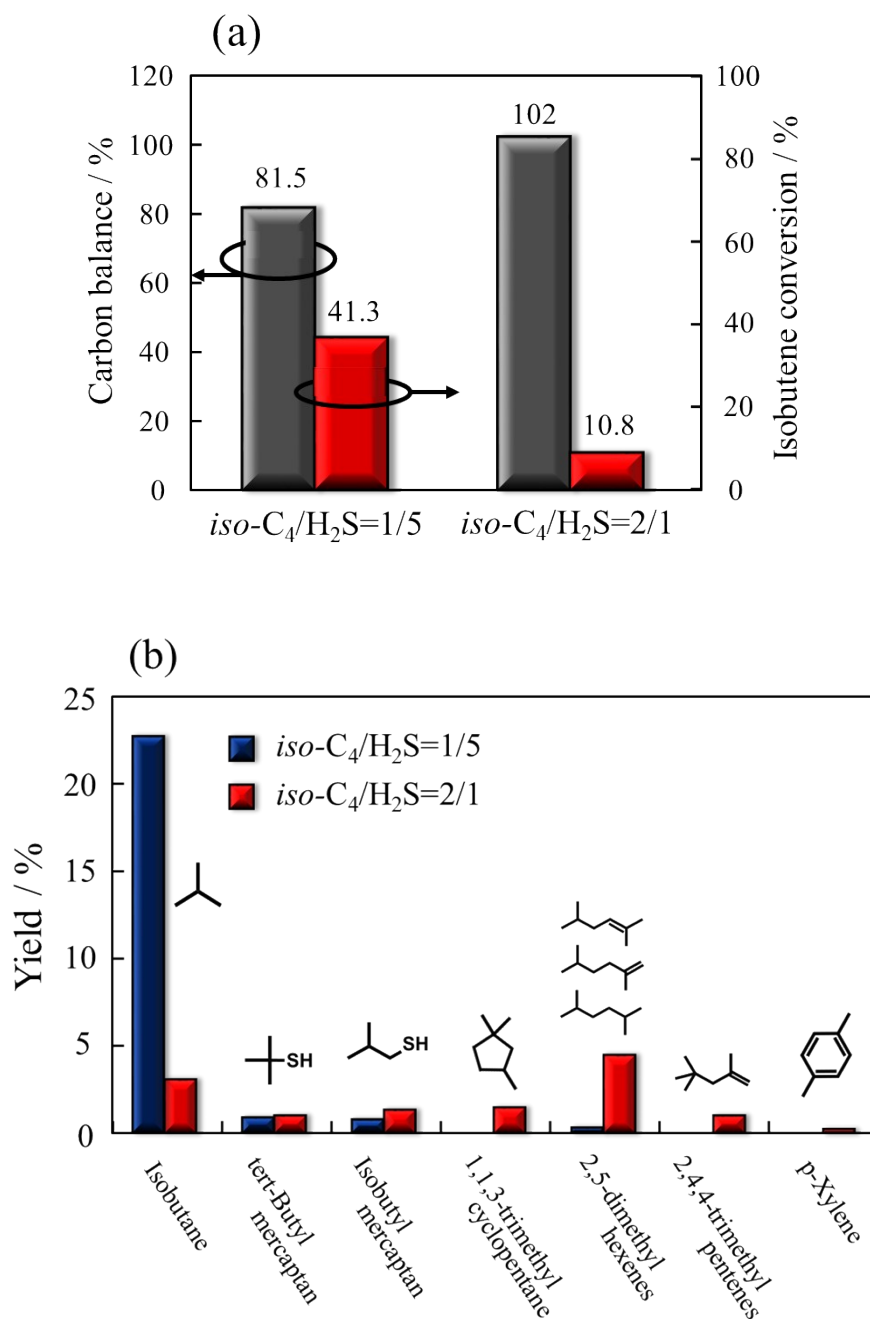 (a)
120
100
80
60
40
20
0
Carbon balance / %
100
80
60
40
20
0
Isobutene conversion / %
81.5
41.3
102
10.8
iso-C₄/H₂S=1/5
iso-C₄/H₂S=2/1
(b)
25
20
15
10
5
0
Yield / %
iso-C₄/H₂S=1/5
iso-C₄/H₂S=2/1
SH
SH
Isobutane
tert-Butyl
mercaptan
Isobutyl
mercaptan
1,1,3-trimethyl
cyclopentane
2,5-dimethyl
hexenes
2,4,4-trimethyl
pentenes
p-Xylene